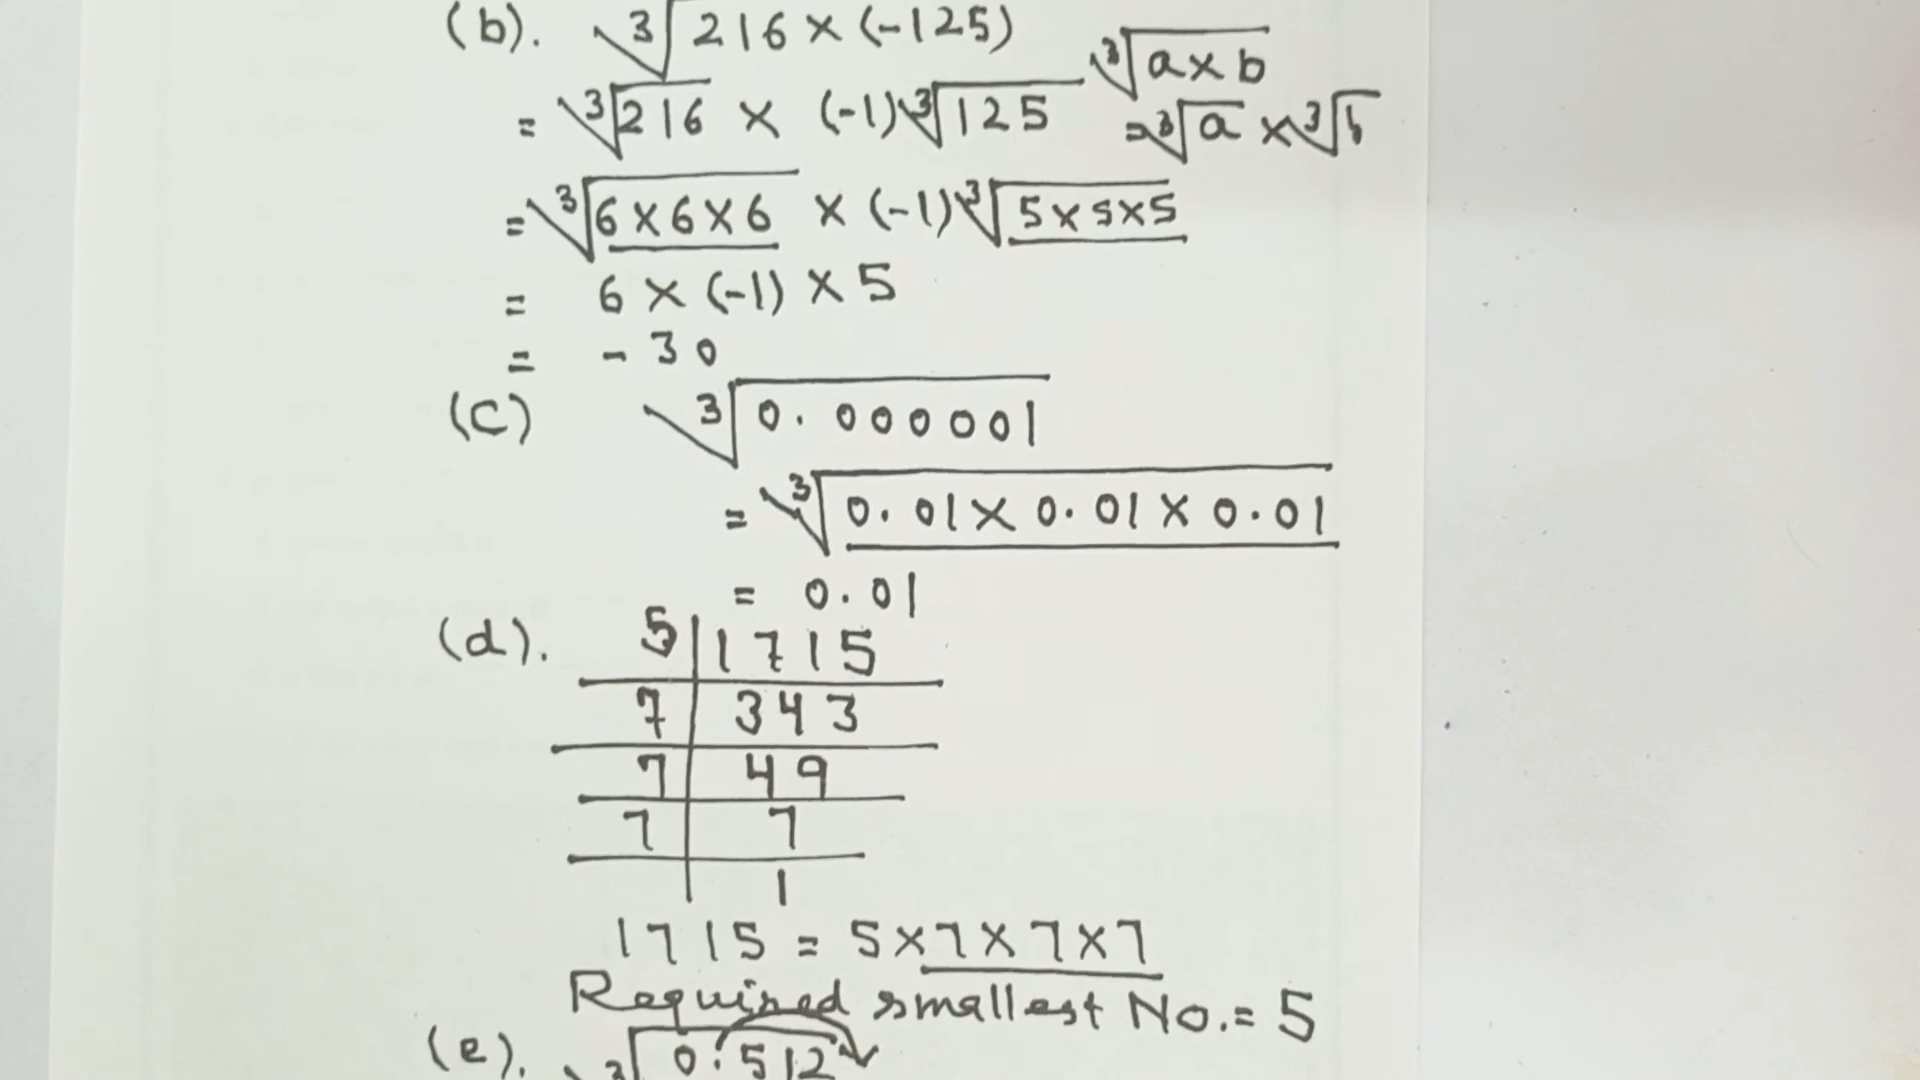 (b). ∛216 × (-125)
∛a × b
= ∛216 × (-1) ∛125
= ∛a × ∛b
= ∛6 × 6 × 6 × (-1) ∛5 × 5 × 5
= 6 × (-1) × 5
= - 30
(C) ∛0.000001
= ∛0.01 × 0.01 × 0.01
= 0.01
(d). 5 | 1715
7 | 343
7 | 49
7 | 7
1
1715 = 5 × 7 × 7 × 7
Required smallest No. = 5
(e). ∛0.512